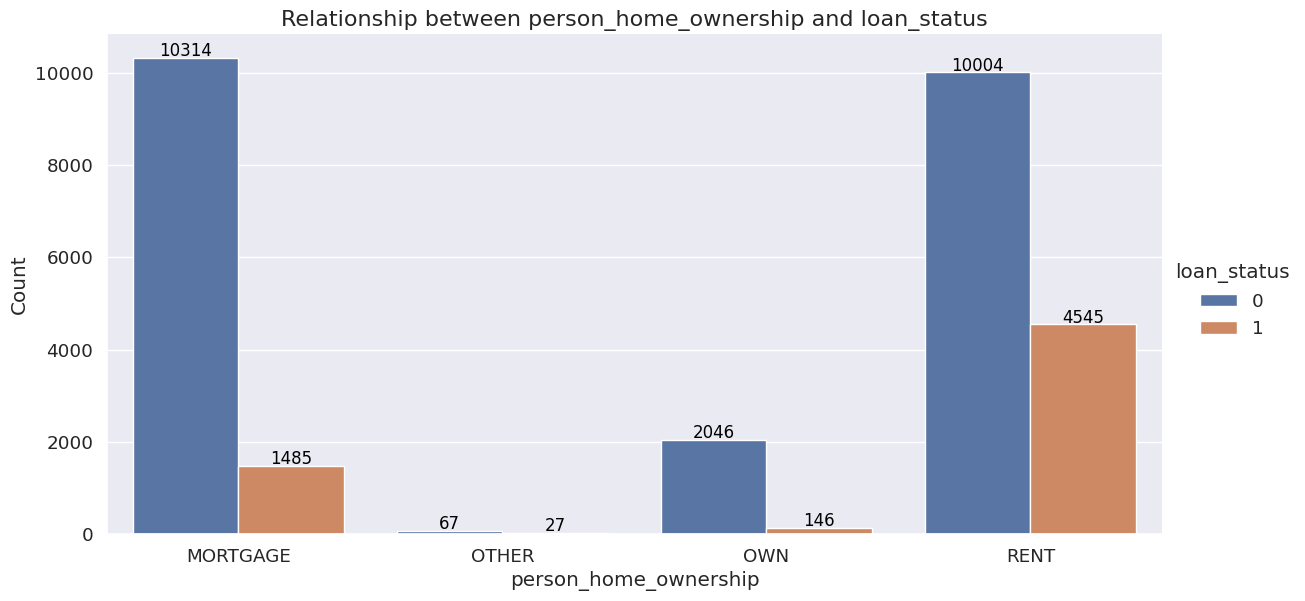 Relationship between person_home_ownership and loan_status
10314
10004
10000
8000
6000
4545
4000
2046
2000
1485
146
67
27
0
Count
MORTGAGE
OTHER
OWN
RENT
person_home_ownership
loan_status
0
1